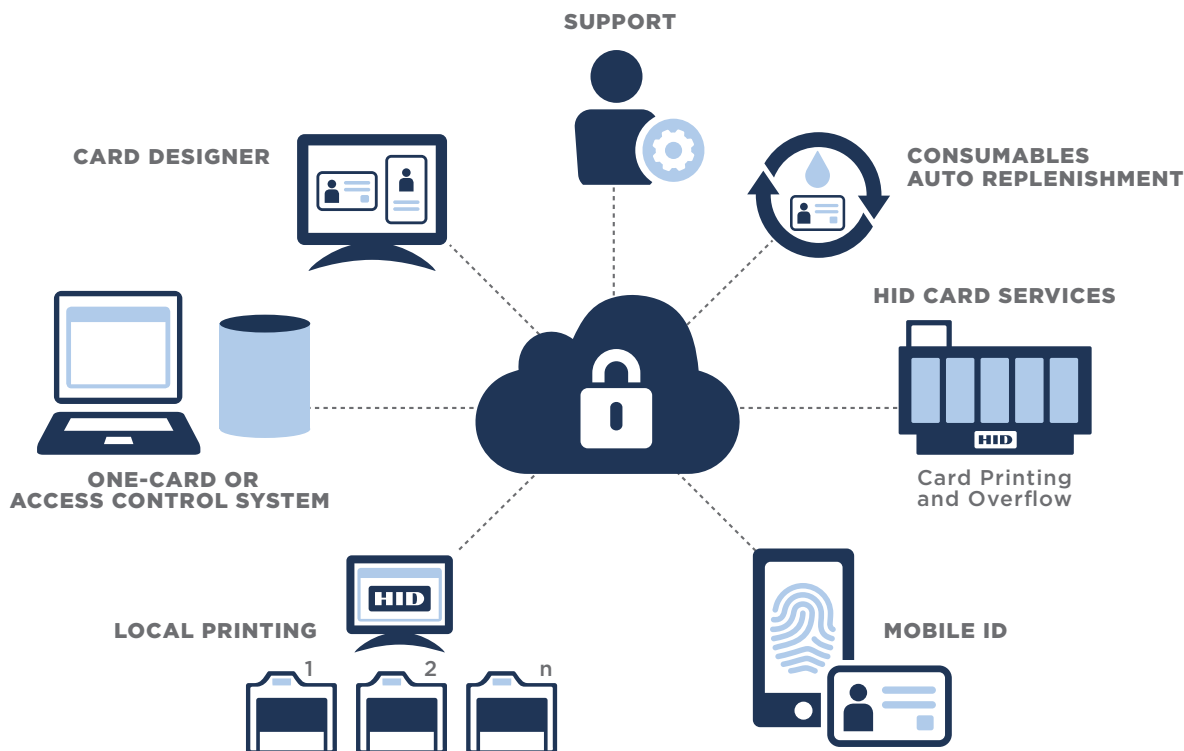 SUPPORT
CARD DESIGNER
CONSUMABLES
AUTO REPLENISHMENT
HID CARD SERVICES
HID
Card Printing
and Overflow
ONE-CARD OR
ACCESS CONTROL SYSTEM
HID
LOCAL PRINTING
MOBILE ID
1
2
n